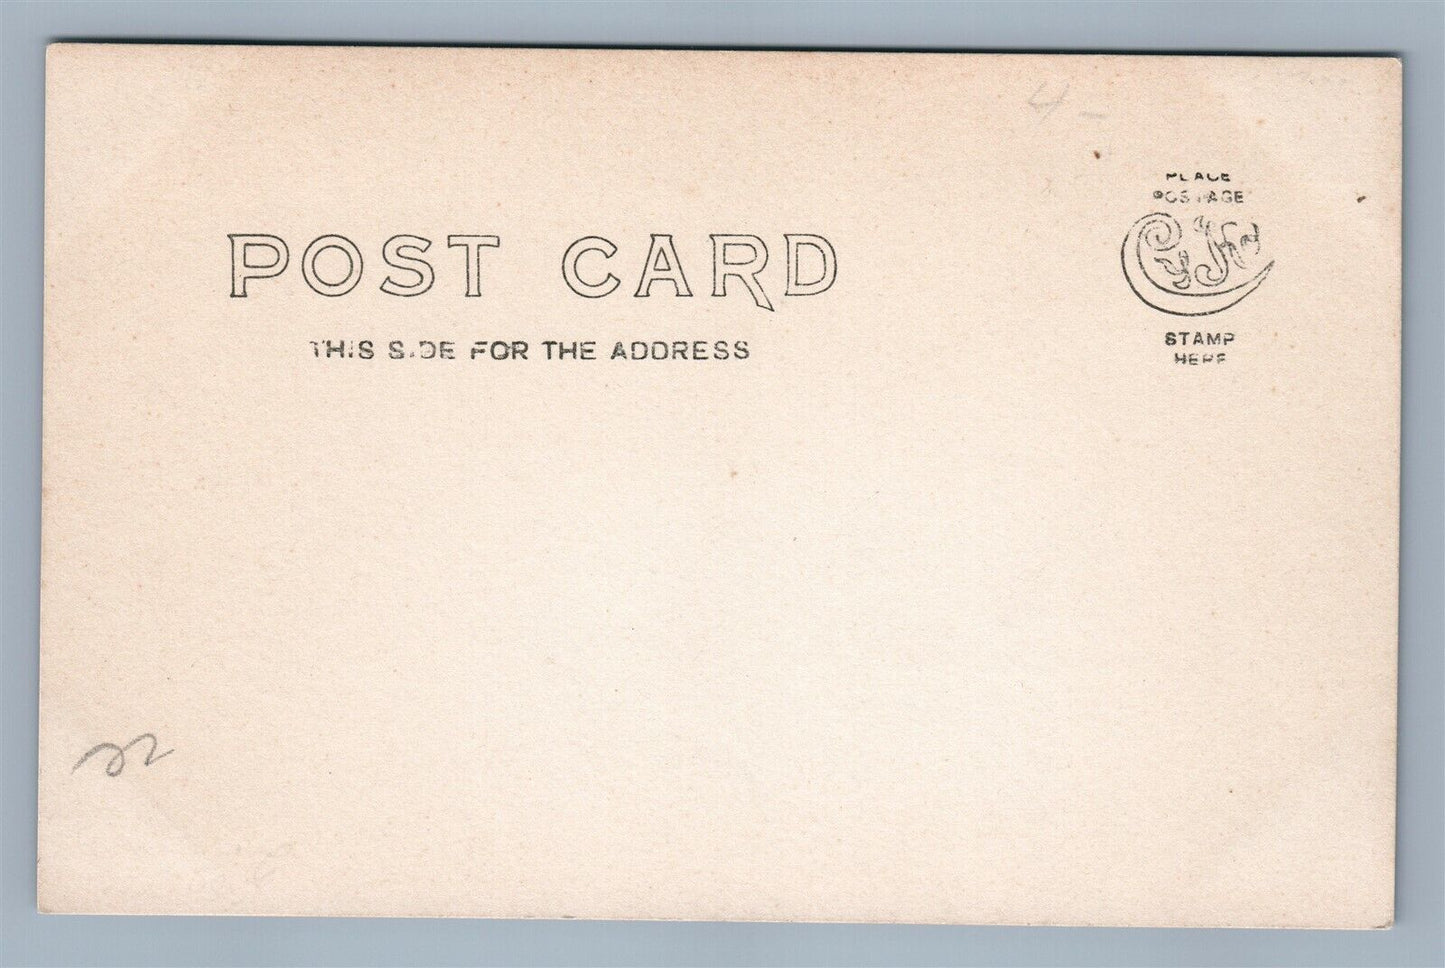 4 -
PLACE
POSTAGE
POST CARD
STAMP
HERE
THIS SIDE FOR THE ADDRESS